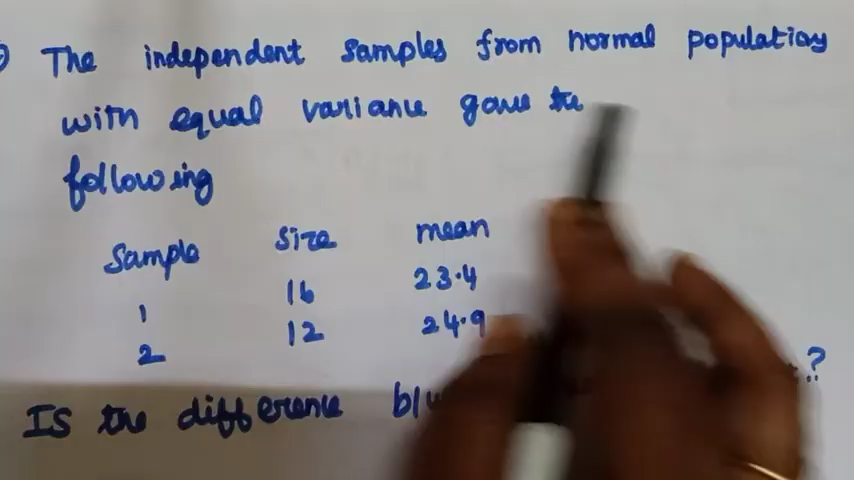 The independent samples from normal population
with equal variance gave the
following
Sample Size mean
1 16 23.4
2 12 24.9
Is the difference ?